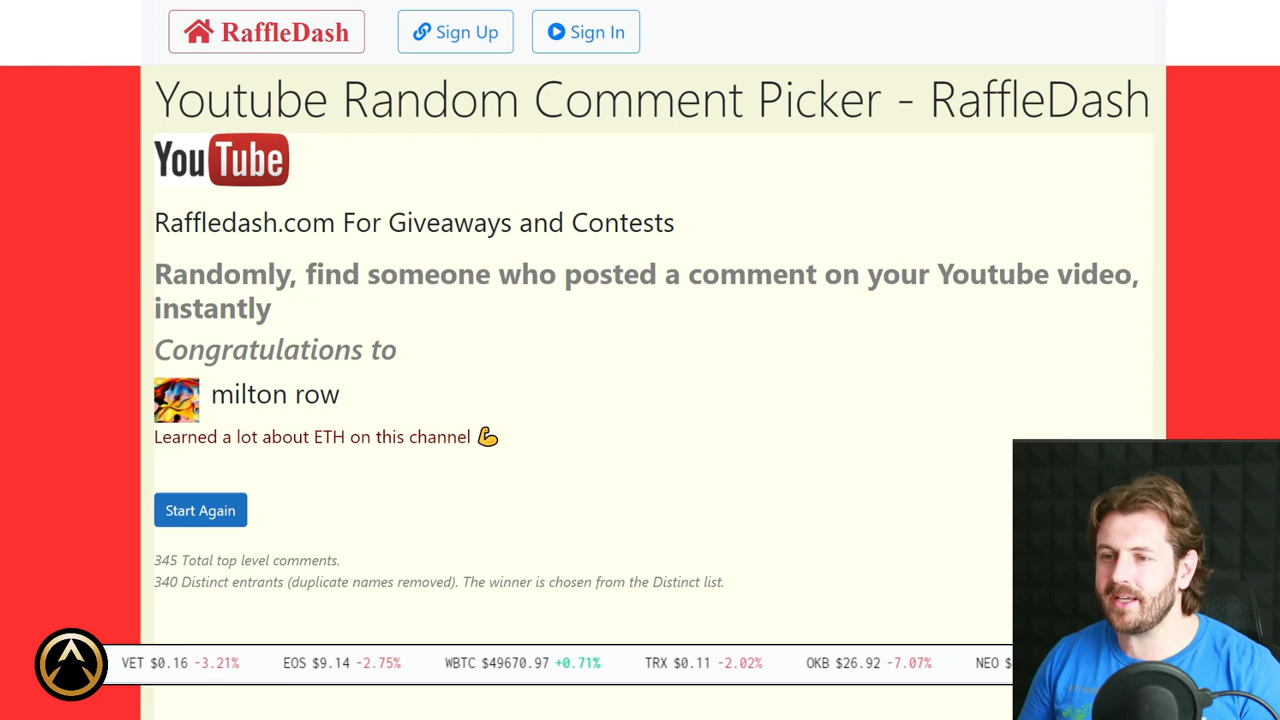 RaffleDash
Sign Up
Sign In
Youtube Random Comment Picker - RaffleDash
YouTube
Raffledash.com For Giveaways and Contests
Randomly, find someone who posted a comment on your Youtube video,
instantly
Congratulations to
milton row
Learned a lot about ETH on this channel 💪
Start Again
345 Total top level comments.
340 Distinct entrants (duplicate names removed). The winner is chosen from the Distinct list.
VET $0.16 -3.21% EOS $9.14 -2.75% WBTC $49670.97 +0.71% TRX $0.11 -2.02% OKB $26.92 -7.07% NEO $